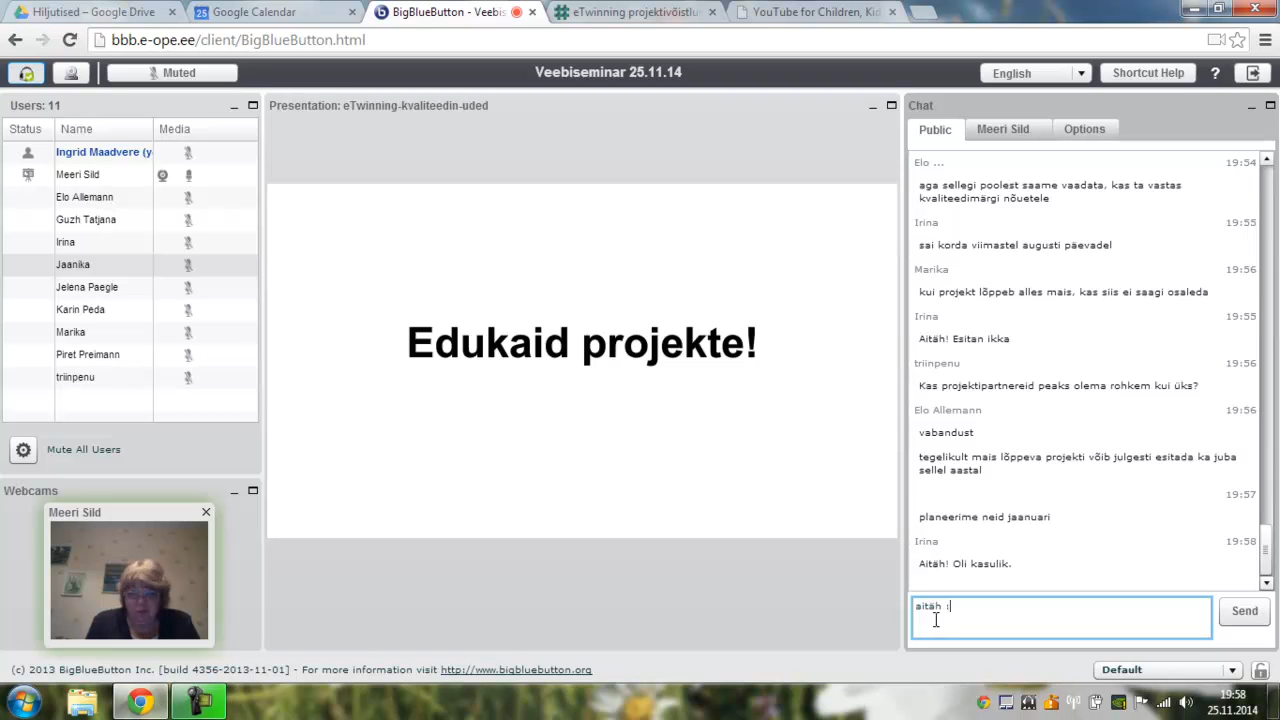 Hiljutised – Google Drive
Google Calendar
BigBlueButton - Veebis
eTwinning projektivõistlu
YouTube for Children, Kid
bbb.e-ope.ee/client/BigBlueButton.html
Muted
Veebiseminar 25.11.14
English
Shortcut Help
?
Users: 11
Status Name Media
Ingrid Maadvere (y
Meeri Sild
Elo Allemann
Guzh Tatjana
Irina
Jaanika
Jelena Paegle
Karin Peda
Marika
Piret Preimann
triinpenu
Mute All Users
Webcams
Meeri Sild
Presentation: eTwinning-kvaliteedin-uded
Edukaid projekte!
Chat
Public
Meeri Sild
Options
Elo ... 19:54
aga sellegi poolest saame vaadata, kas ta vastas
kvaliteedimärgi nõuetele
Irina 19:55
sai korda viimastel augusti päevadel
Marika 19:56
kui projekt lõppeb alles mais, kas siis ei saagi osaleda
Irina 19:55
Aitäh! Esitan ikka
triinpenu 19:56
Kas projektipartnereid peaks olema rohkem kui üks?
Elo Allemann 19:56
vabandust
tegelikult mais lõppeva projekti võib julgesti esitada ka juba
sellel aastal
19:57
planeerime neid jaanuari
Irina 19:58
Aitäh! Oli kasulik.
aitäh :
Send
(c) 2013 BigBlueButton Inc. [build 4356-2013-11-01] - For more information visit http://www.bigbluebutton.org
Default
19:58
25.11.2014